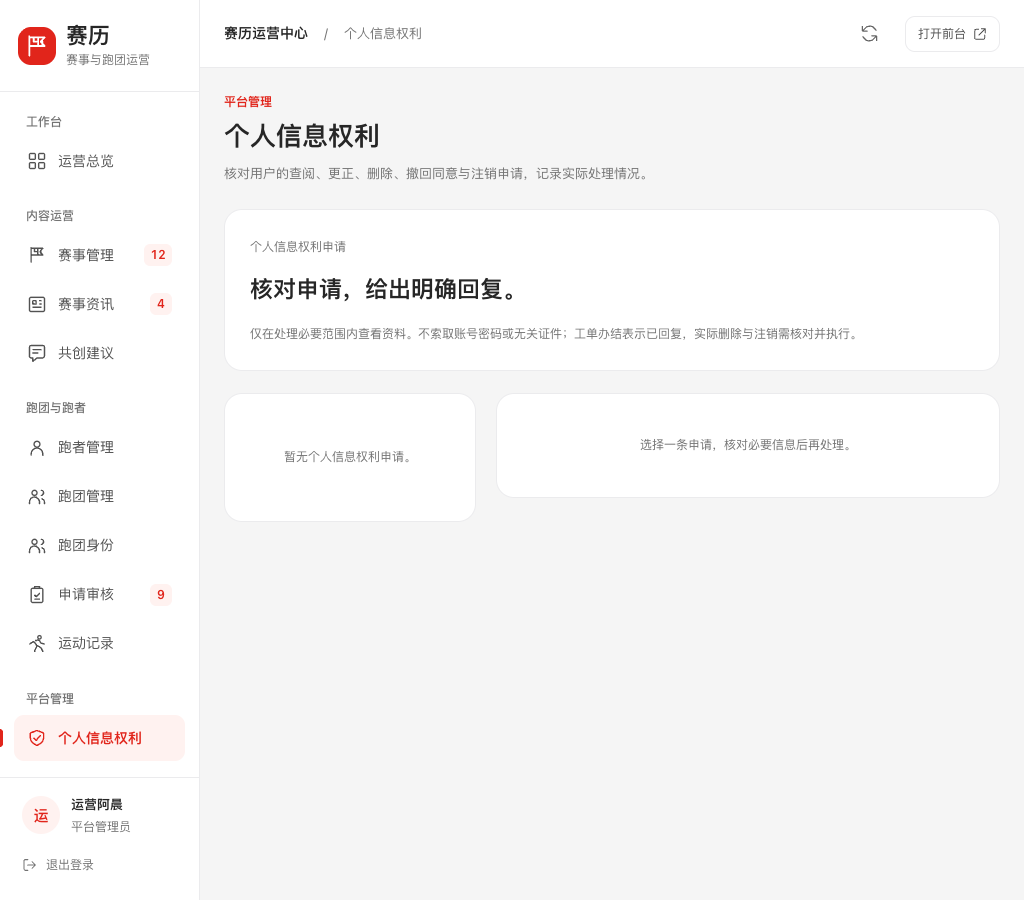 赛历
赛事与跑团运营
工作台
运营总览
内容运营
赛事管理 12
赛事资讯 4
共创建议
跑团与跑者
跑者管理
跑团管理
跑团身份
申请审核 9
运动记录
平台管理
个人信息权利
运
运营阿晨
平台管理员
退出登录
赛历运营中心 / 个人信息权利
打开前台
平台管理
个人信息权利
核对用户的查阅、更正、删除、撤回同意与注销申请，记录实际处理情况。
个人信息权利申请
核对申请，给出明确回复。
仅在处理必要范围内查看资料。不索取账号密码或无关证件；工单办结表示已回复，实际删除与注销需核对并执行。
暂无个人信息权利申请。
选择一条申请，核对必要信息后再处理。